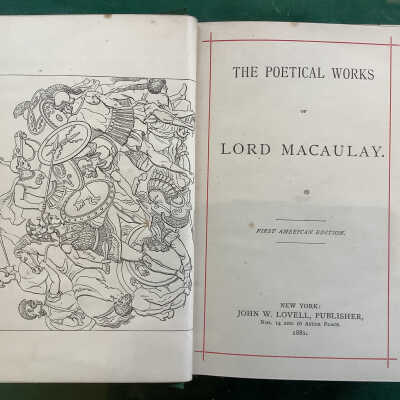 THE POETICAL WORKS
OF
LORD MACAULAY.
FIRST AMERICAN EDITION.
NEW YORK:
JOHN W. LOVELL, PUBLISHER,
Nos. 14 and 16 Astor Place.
1881.